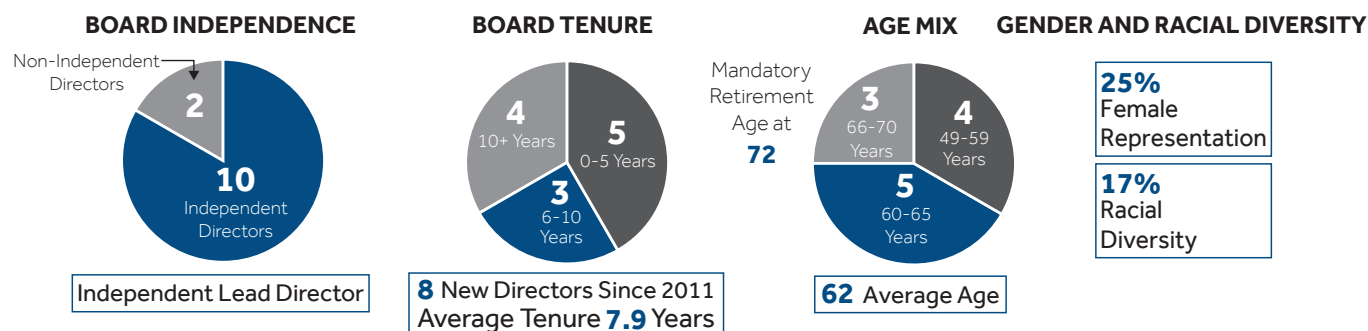 BOARD INDEPENDENCE
Non-Independent
Directors
2
10
Independent
Directors
Independent Lead Director
BOARD TENURE
4
10+ Years
5
0-5 Years
3
6-10
Years
8 New Directors Since 2011
Average Tenure 7.9 Years
AGE MIX
Mandatory
Retirement
Age at
72
3
66-70
Years
4
49-59
Years
5
60-65
Years
62 Average Age
GENDER AND RACIAL DIVERSITY
25%
Female
Representation
17%
Racial
Diversity